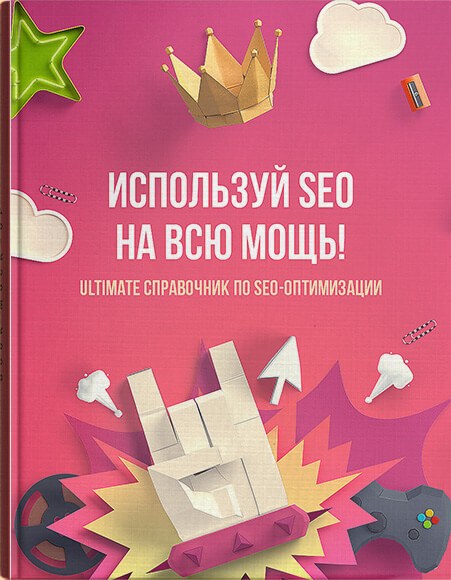 ИСПОЛЬЗУЙ SEO
НА ВСЮ МОЩЬ!
ULTIMATE СПРАВОЧНИК ПО SEO-ОПТИМИЗАЦИИ